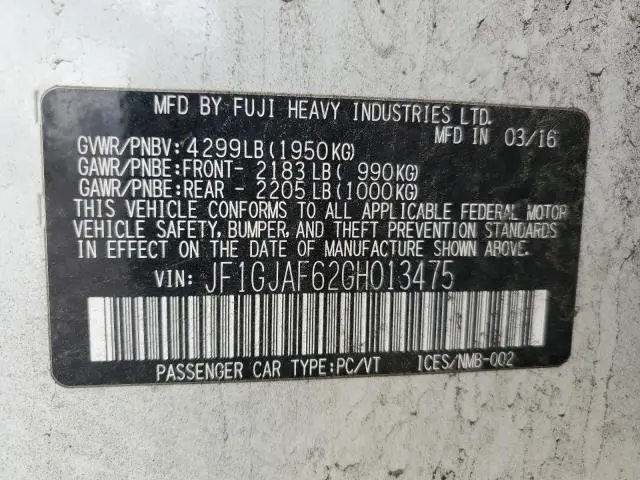 MFD BY FUJI HEAVY INDUSTRIES LTD.
MFD IN 03/16
GVWR/PNBV: 4299LB(1950KG)
GAWR/PNBE:FRONT- 2183LB( 990KG)
GAWR/PNBE:REAR - 2205LB(1000KG)
THIS VEHICLE CONFORMS TO ALL APPLICABLE FEDERAL MOTOR
VEHICLE SAFETY, BUMPER, AND THEFT PREVENTION STANDARDS
IN EFFECT ON THE DATE OF MANUFACTURE SHOWN ABOVE.
VIN: JF1GJAF62GH013475
PASSENGER CAR TYPE:PC/VT ICES/NMB-002